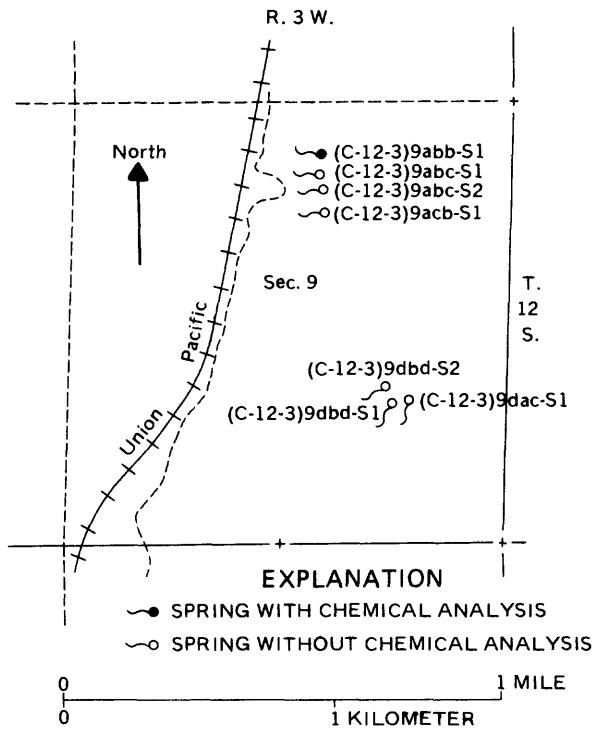 R. 3 W.
North
(C-12-3)9abb-S1
(C-12-3)9abc-S1
(C-12-3)9abc-S2
(C-12-3)9acb-S1
Sec. 9
T.
12
S.
Union Pacific
(C-12-3)9dbd-S2
(C-12-3)9dac-S1
(C-12-3)9dbd-S1
EXPLANATION
SPRING WITH CHEMICAL ANALYSIS
SPRING WITHOUT CHEMICAL ANALYSIS
0 1 MILE
0 1 KILOMETER